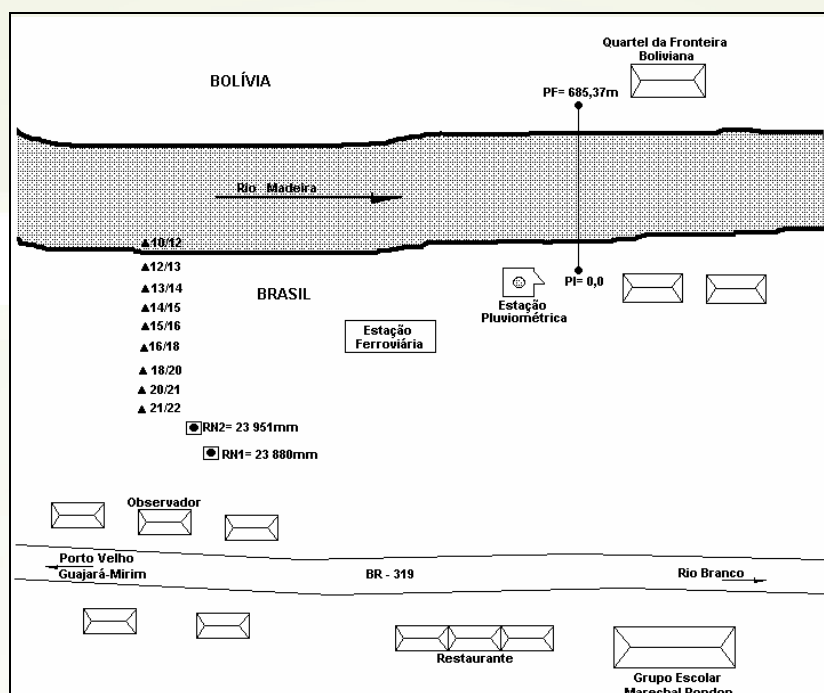 Quartel da Fronteira
Boliviana
BOLÍVIA
PF= 685,37m
Rio Madeira
10/12
12/13
13/14
14/15
15/16
16/18
18/20
20/21
21/22
BRASIL
PI= 0,0
Estação
Pluviométrica
Estação
Ferroviária
RN2= 23 951mm
RN1= 23 880mm
Observador
Porto Velho
Guajará-Mirim
BR - 319
Rio Branco
Restaurante
Grupo Escolar
Marechal Rondon